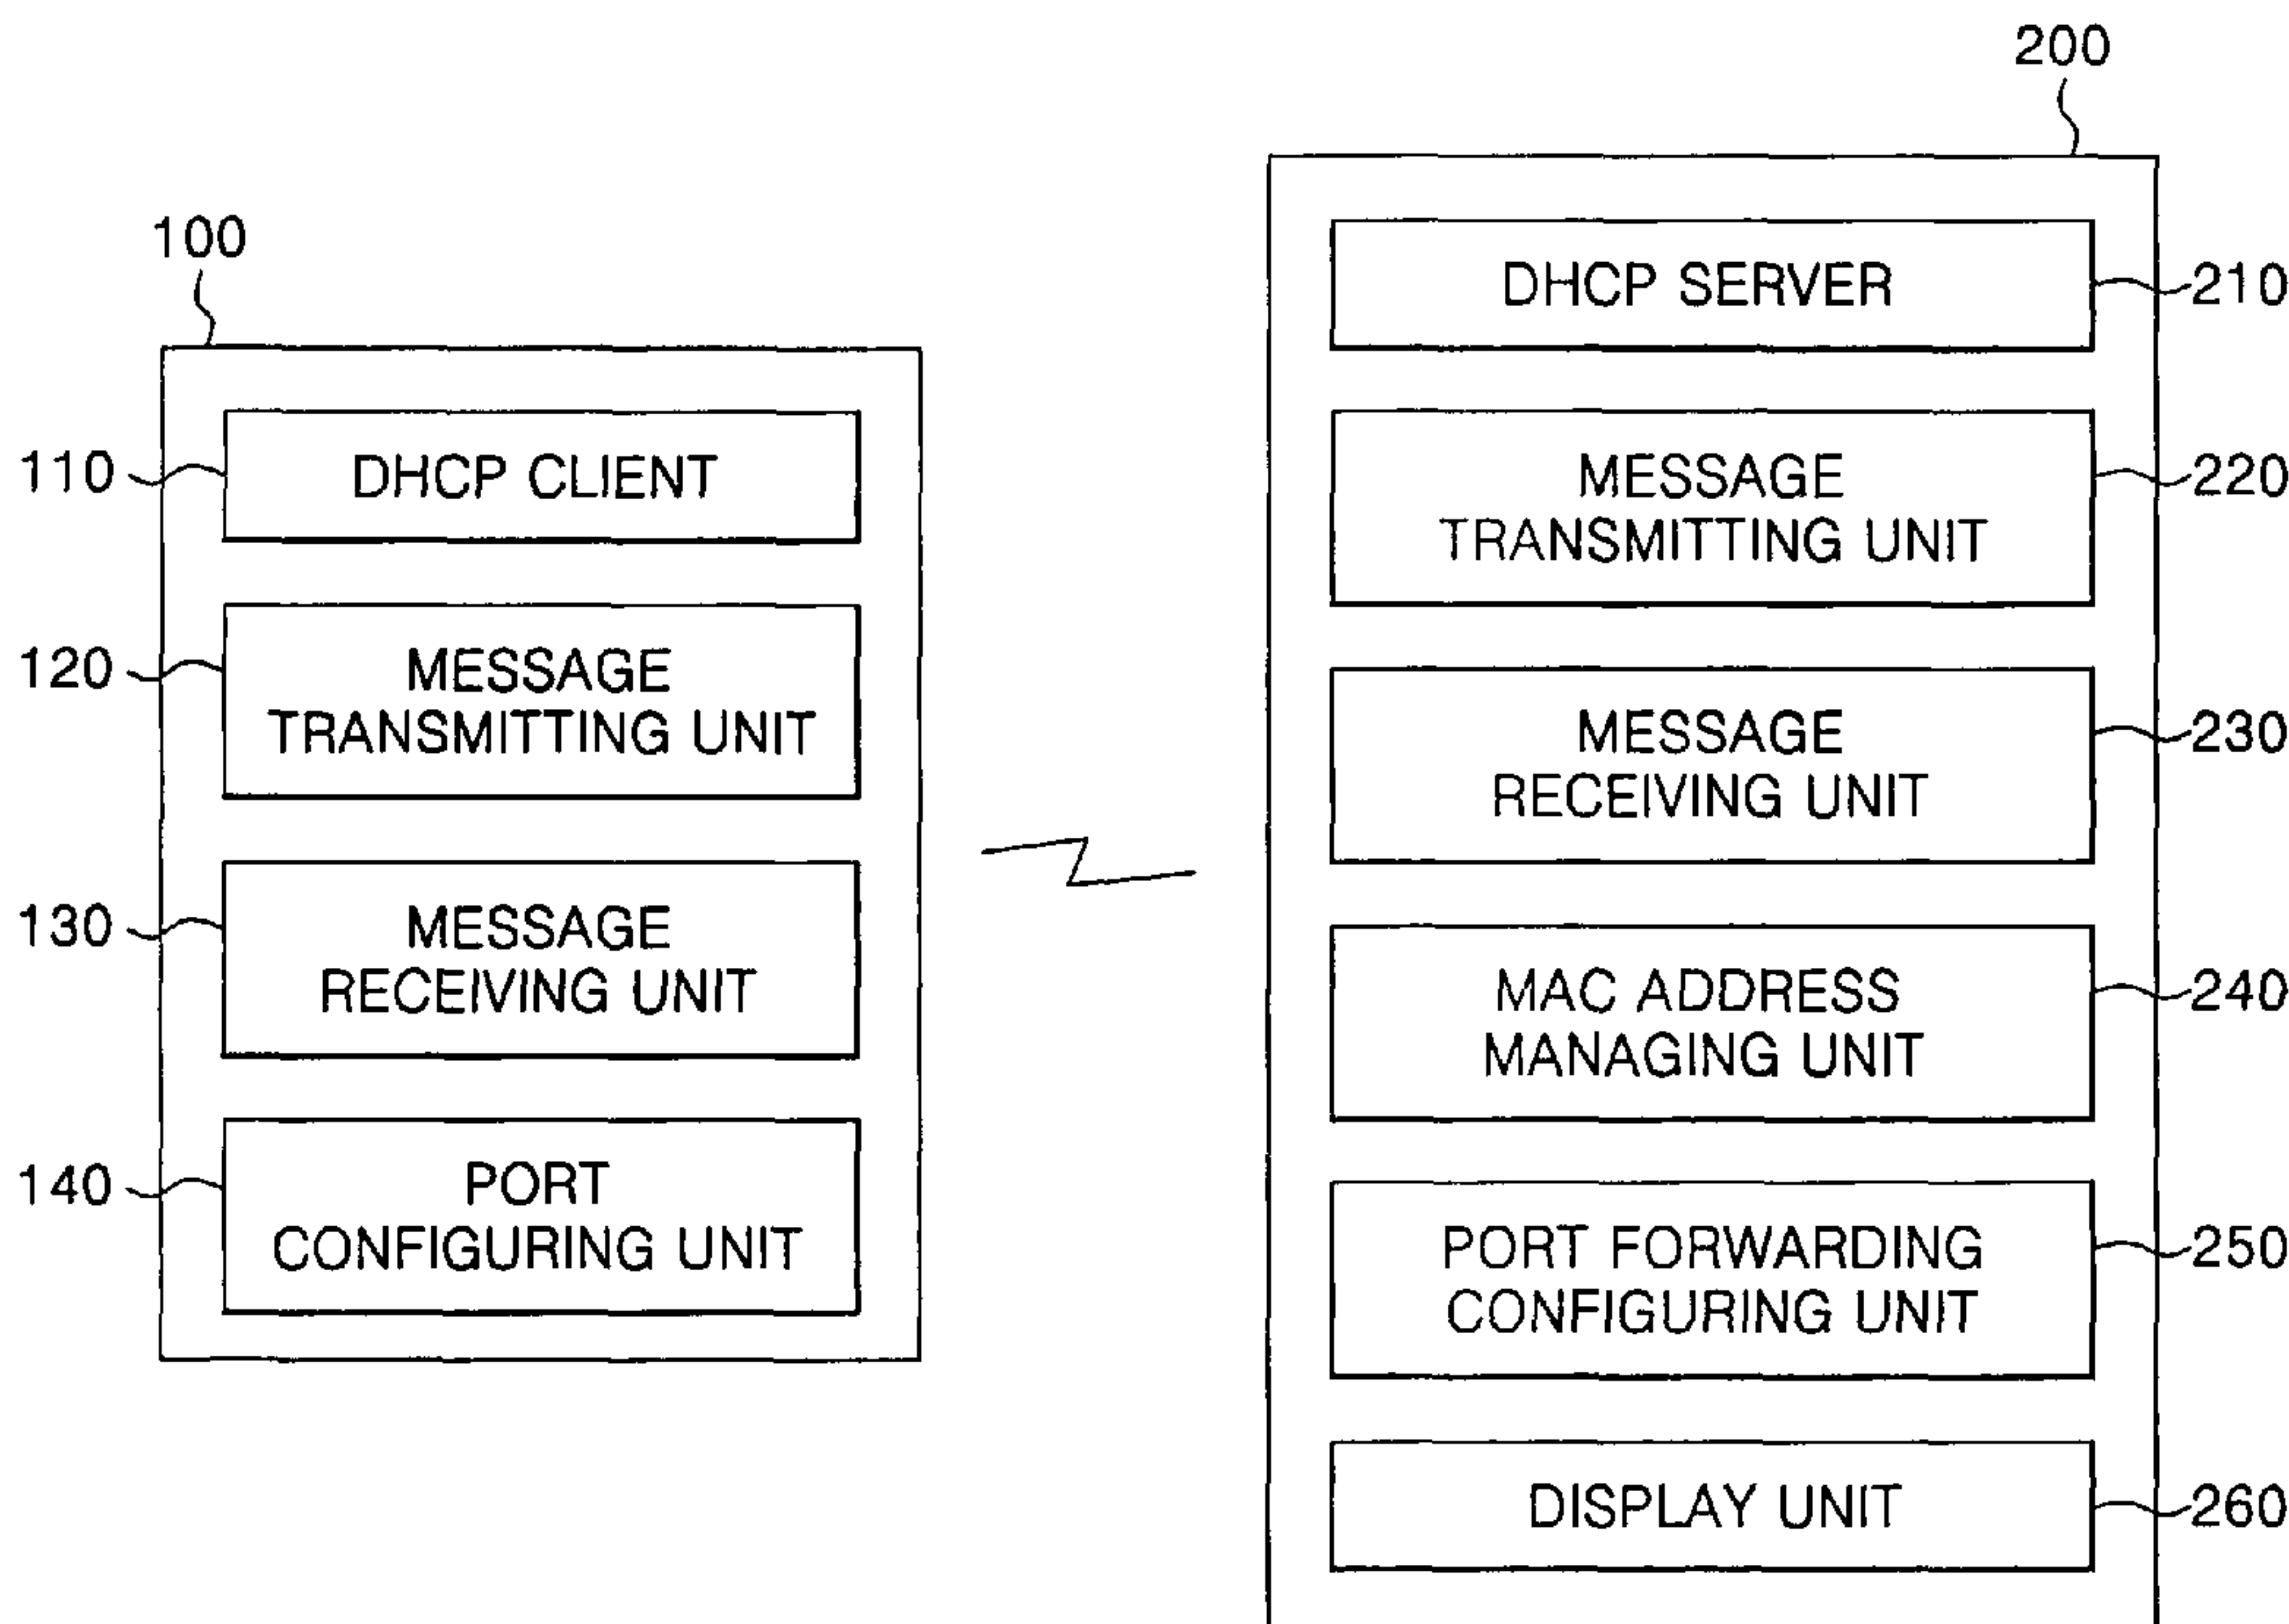 100
110
DHCP CLIENT
120
MESSAGE
TRANSMITTING UNIT
130
MESSAGE
RECEIVING UNIT
140
PORT
CONFIGURING UNIT
200
DHCP SERVER
210
MESSAGE
TRANSMITTING UNIT
220
MESSAGE
RECEIVING UNIT
230
MAC ADDRESS
MANAGING UNIT
240
PORT FORWARDING
CONFIGURING UNIT
250
DISPLAY UNIT
260